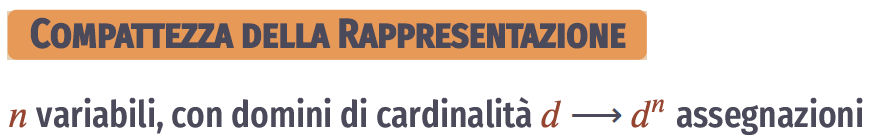 Compattezza della Rappresentazione
n variabili, con domini di cardinalità d ⟶ dⁿ assegnazioni